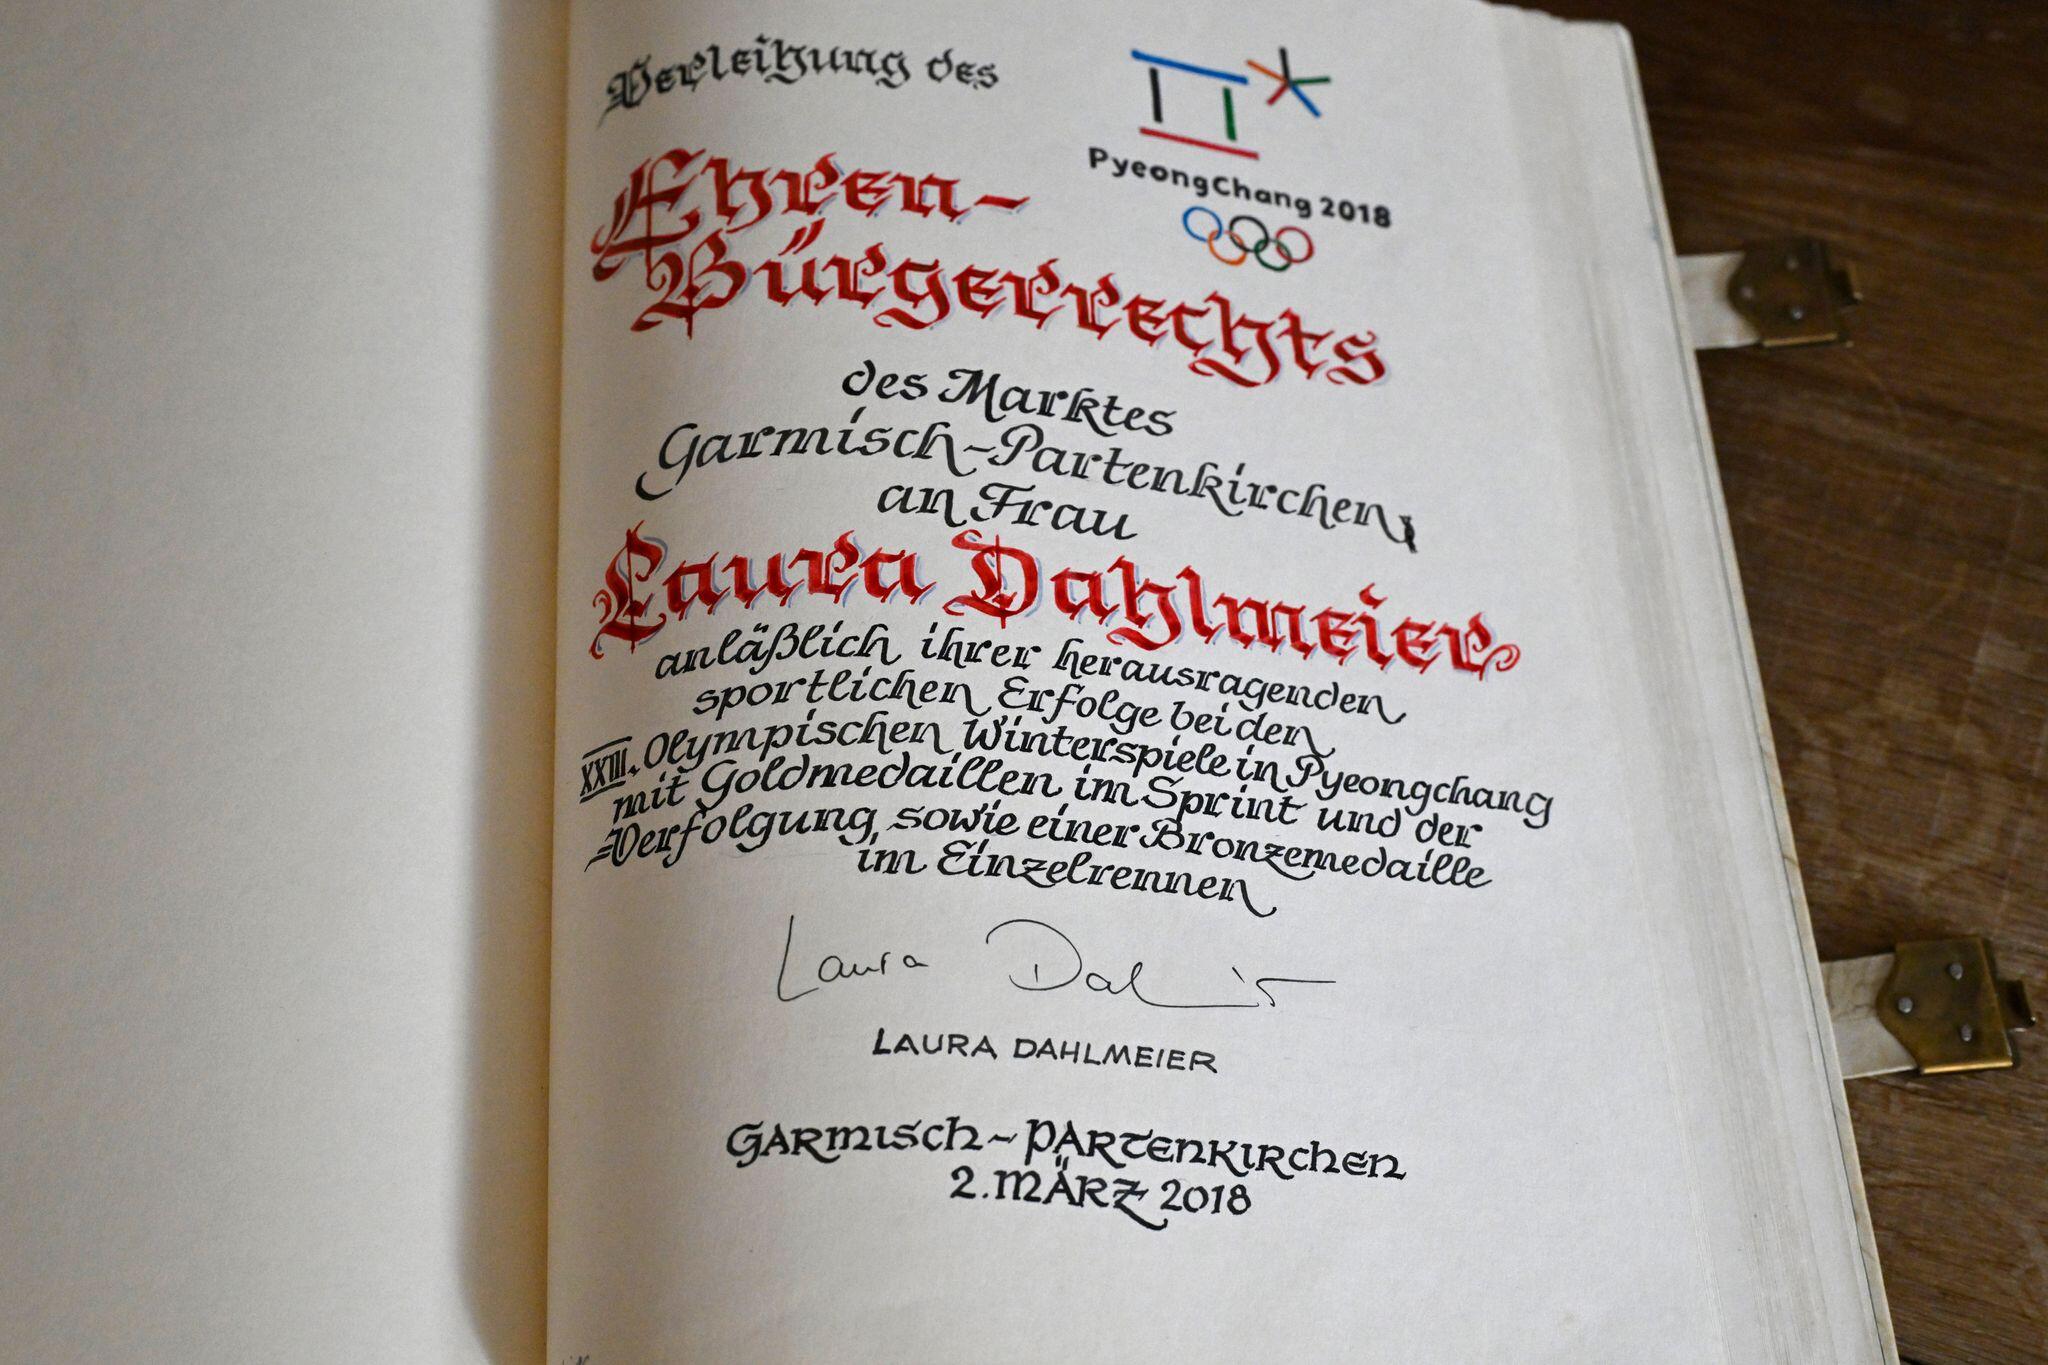 Verleihung des
PyeongChang 2018
Ehren-
Bürgerrechts
des Marktes
Garmisch-Partenkirchen
an Frau
Laura Dahlmeier
anläßlich ihrer herausragenden
sportlichen Erfolge bei den
XXIII. Olympischen Winterspiele in Pyeongchang
mit Goldmedaillen im Sprint und der
Verfolgung, sowie einer Bronzemedaille
im Einzelrennen
Laura Dahlmeier
LAURA DAHLMEIER
GARMISCH-PARTENKIRCHEN
2. MÄRZ 2018